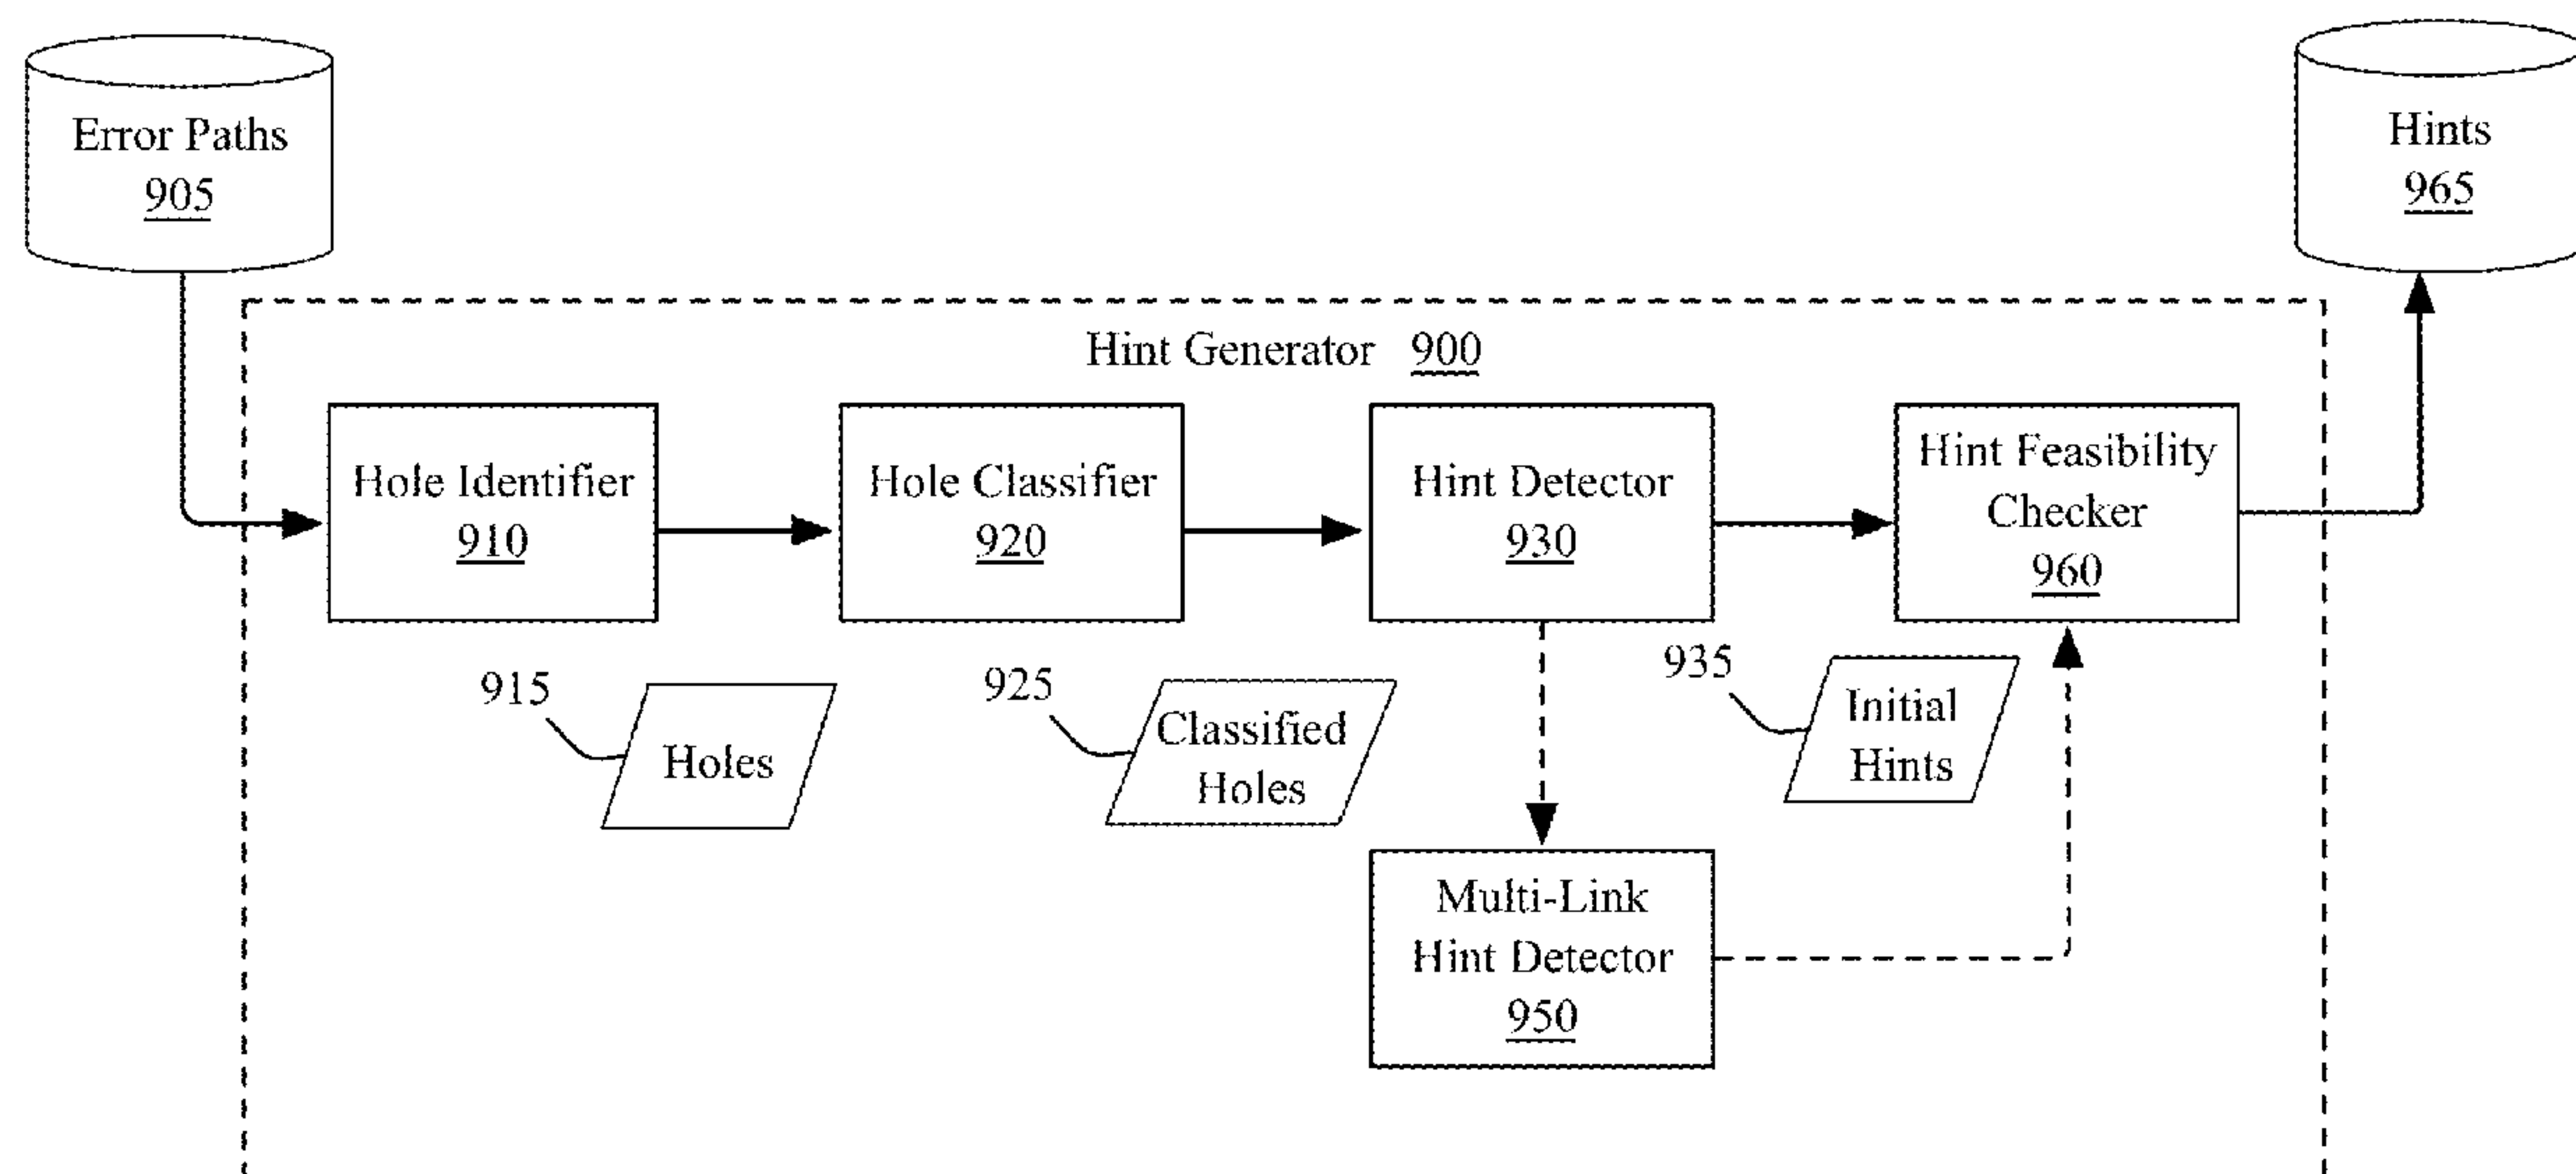 Error Paths
905
Hints
965
Hint Generator 900
Hole Identifier
910
Hole Classifier
920
Hint Detector
930
Hint Feasibility
Checker
960
915
Holes
925
Classified
Holes
935
Initial
Hints
Multi-Link
Hint Detector
950